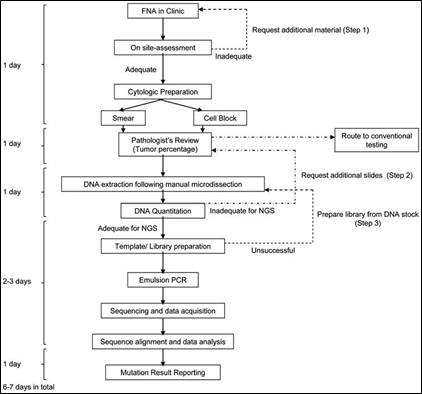 FNA in Clinic
Request additional material (Step 1)
On site-assessment
Inadequate
1 day
Adequate
Cytologic Preparation
Smear
Cell Block
1 day
Pathologist's Review
(Tumor percentage)
Route to conventional
testing
Request additional slides (Step 2)
1 day
DNA extraction following manual microdissection
DNA Quantitation
Inadequate for NGS
Prepare library from DNA stock
(Step 3)
Adequate for NGS
Template/ Library preparation
Unsuccessful
2-3 days
Emulsion PCR
Sequencing and data acquisition
Sequence alignment and data analysis
1 day
Mutation Result Reporting
6-7 days in total